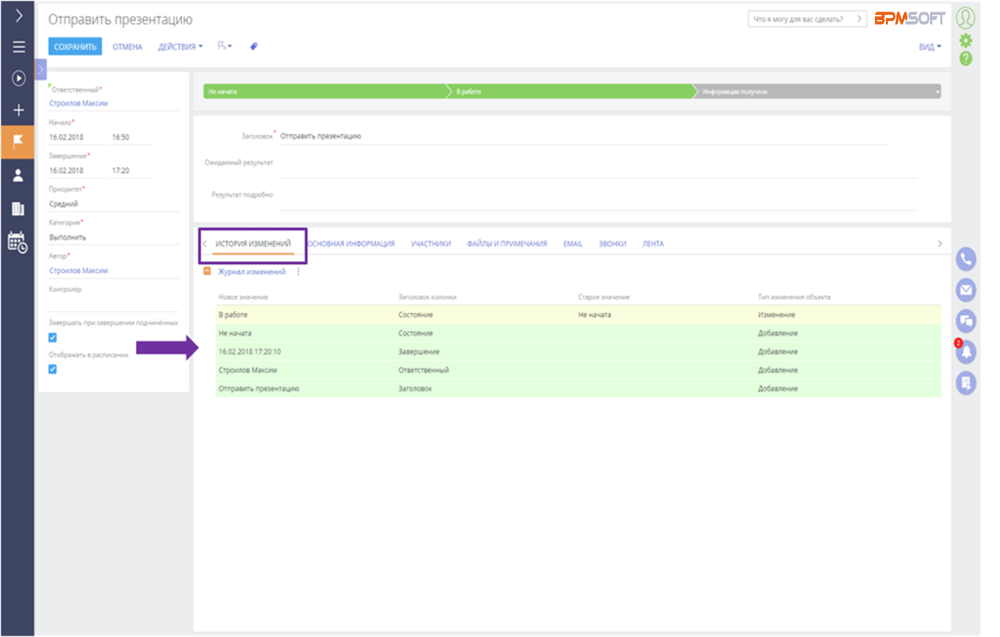 Отправить презентацию
Что я могу для вас сделать?
BPMSOFT
СОХРАНИТЬ
ОТМЕНА
ДЕЙСТВИЯ
ВИД
Ответственный*
Строилов Максим
Начало*
16.02.2018 16:50
Завершение*
16.02.2018 17:20
Приоритет*
Средний
Категория*
Выполнить
Автор*
Строилов Максим
Контролёр
Завершать при завершении подчинённых
Отображать в расписании
Не начата
В работе
Информация получена
Заголовок* Отправить презентацию
Ожидаемый результат
Результат подробно
ИСТОРИЯ ИЗМЕНЕНИЙ ОСНОВНАЯ ИНФОРМАЦИЯ УЧАСТНИКИ ФАЙЛЫ И ПРИМЕЧАНИЯ EMAIL ЗВОНКИ ЛЕНТА
Журнал изменений
Новое значение Заголовок колонки Старое значение Тип изменения объекта
В работе Состояние Не начата Изменение
Не начата Состояние Добавление
16.02.2018 17:20:10 Завершение Добавление
Строилов Максим Ответственный Добавление
Отправить презентацию Заголовок Добавление
2